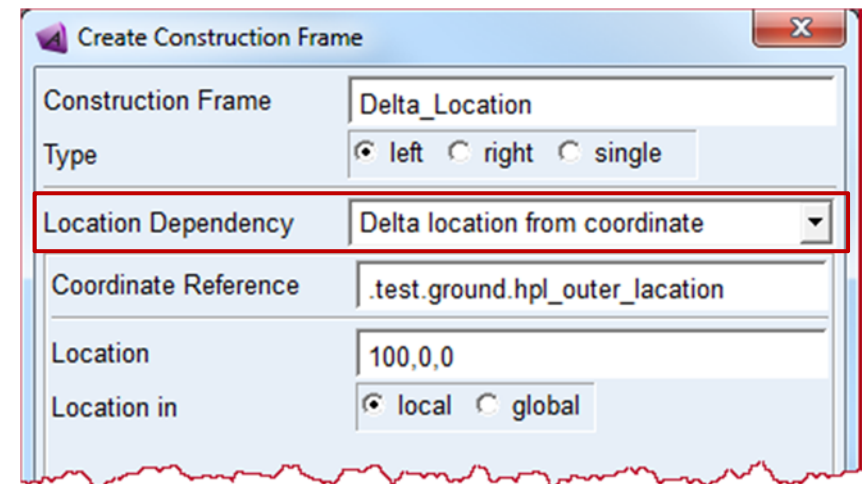 Create Construction Frame
Construction Frame Delta_Location
Type left right single
Location Dependency Delta location from coordinate
Coordinate Reference .test.ground.hpl_outer_lacation
Location 100,0,0
Location in local global